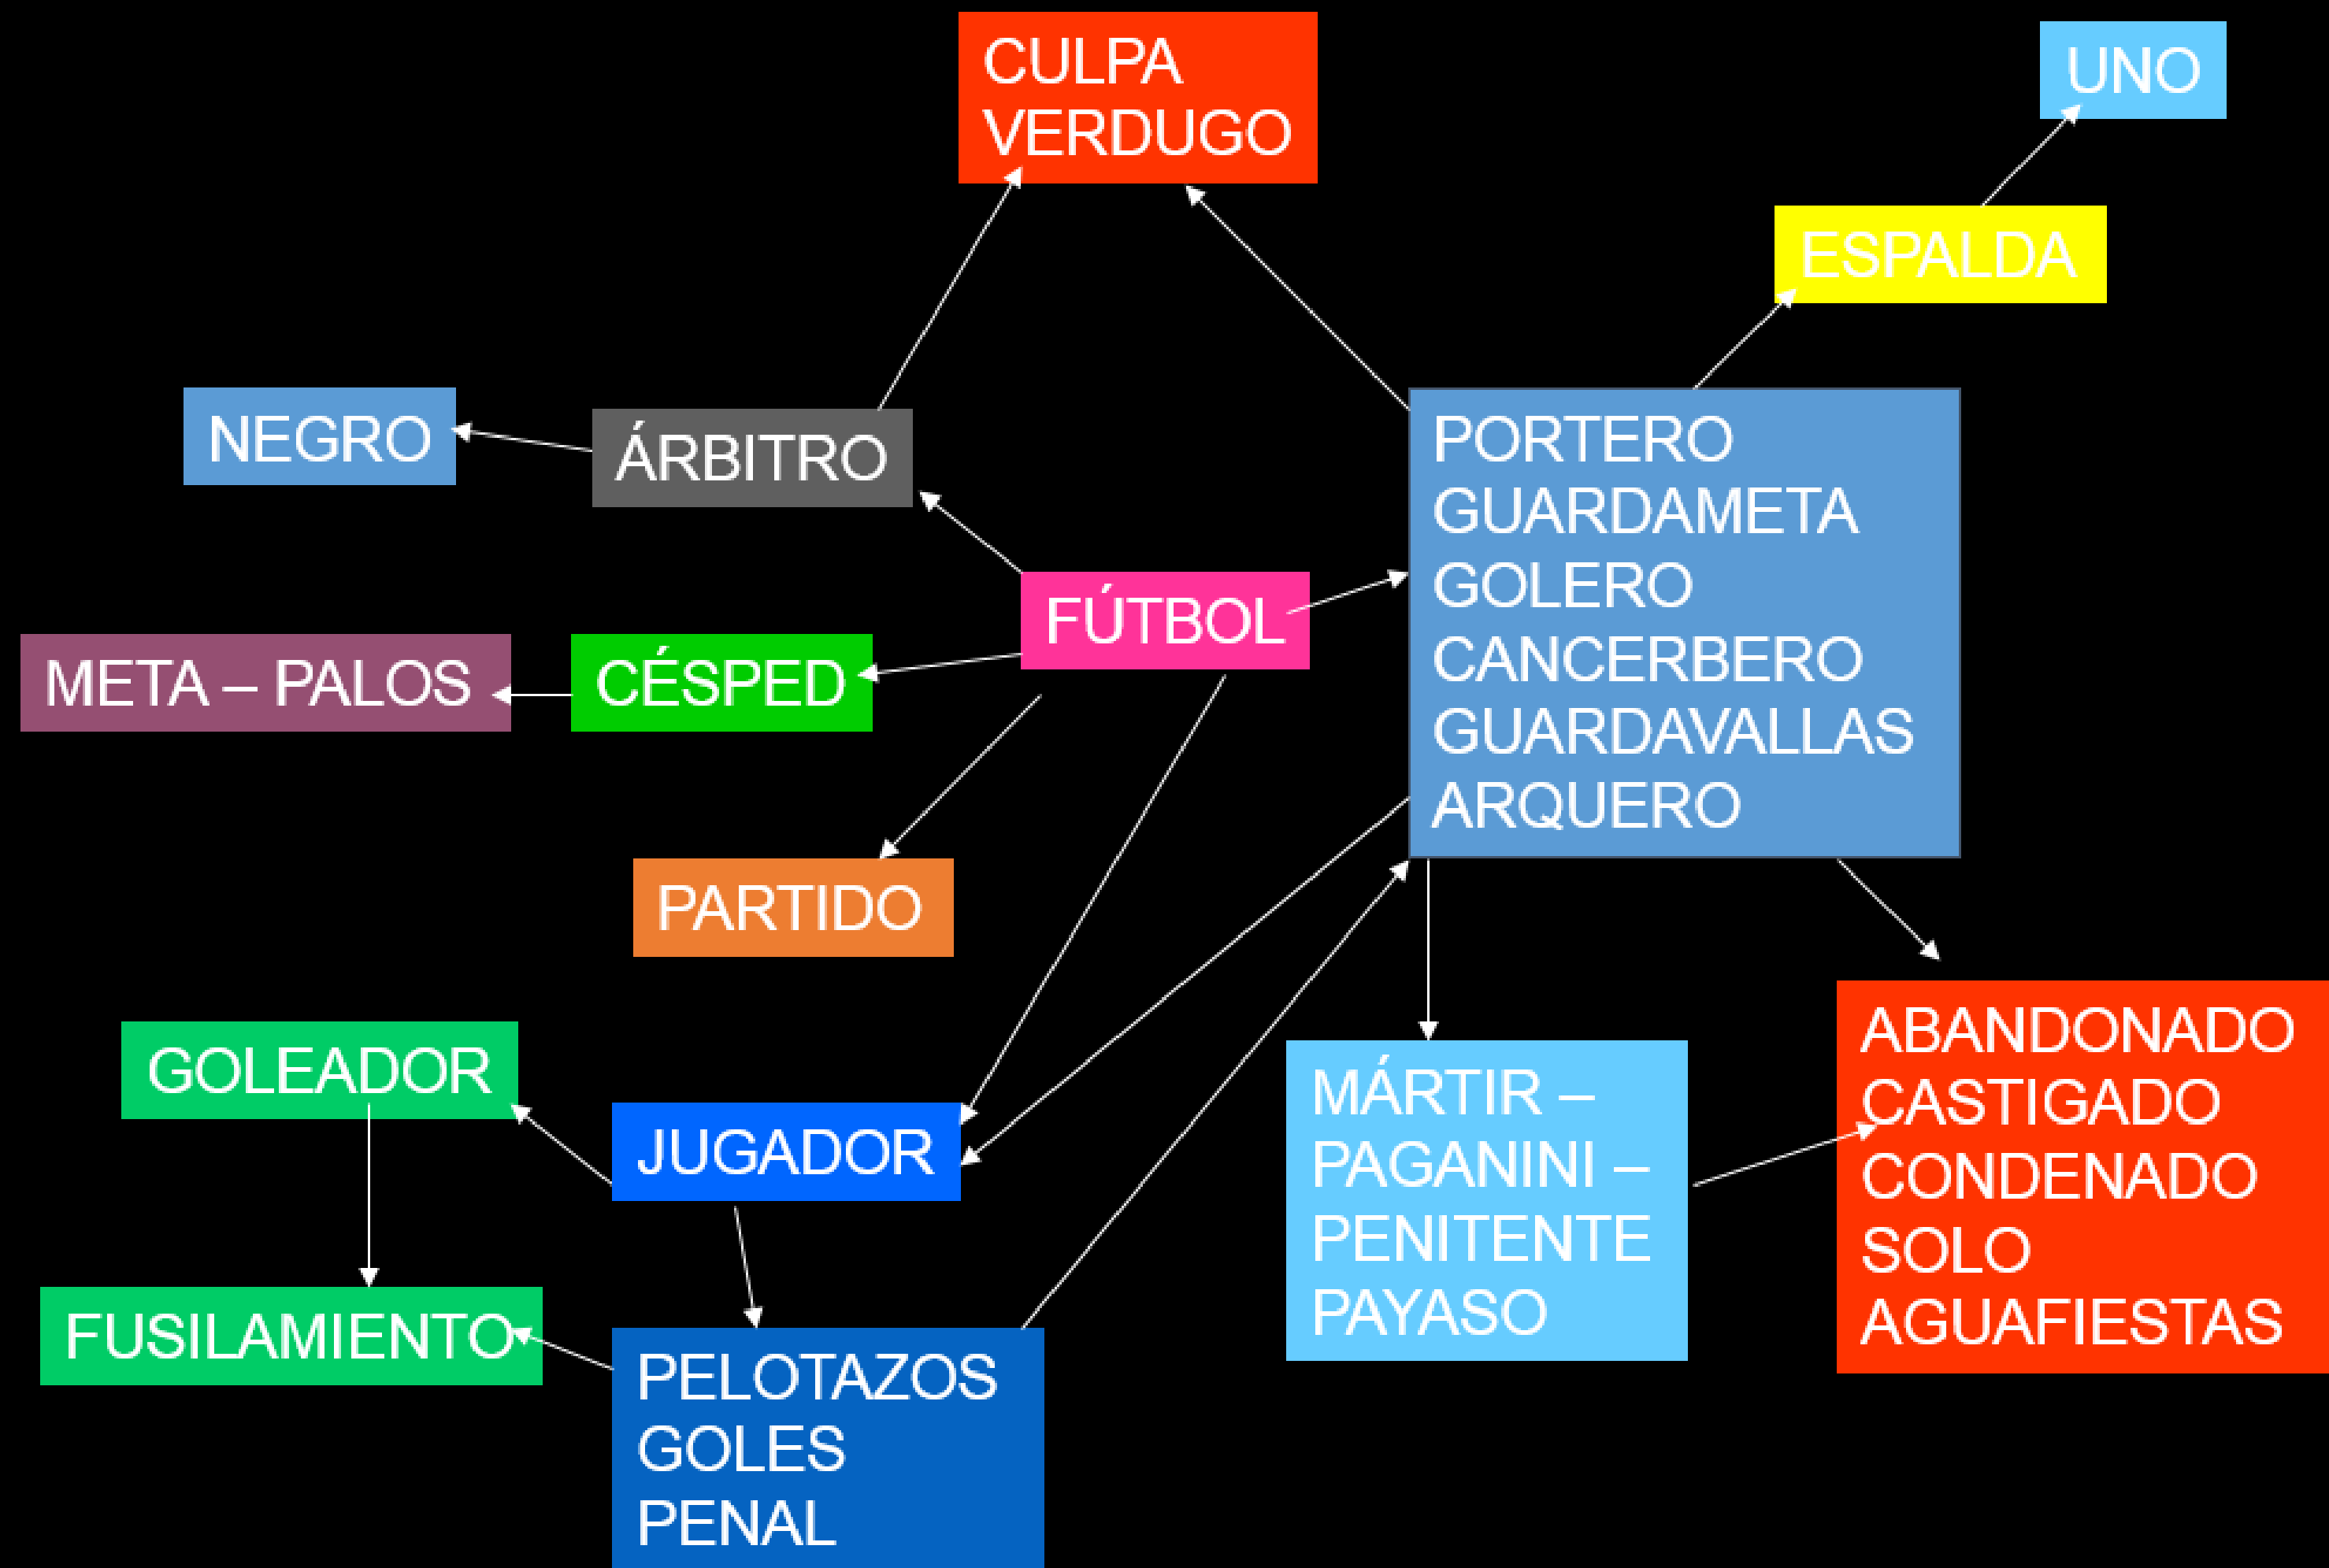 CULPA
VERDUGO
UNO
ESPALDA
NEGRO
ÁRBITRO
PORTERO
GUARDAMETA
GOLERO
CANCERBERO
GUARDAVALLAS
ARQUERO
FÚTBOL
META – PALOS
CÉSPED
PARTIDO
GOLEADOR
JUGADOR
FUSILAMIENTO
PELOTAZOS
GOLES
PENAL
MÁRTIR –
PAGANINI –
PENITENTE
PAYASO
ABANDONADO
CASTIGADO
CONDENADO
SOLO
AGUAFIESTAS